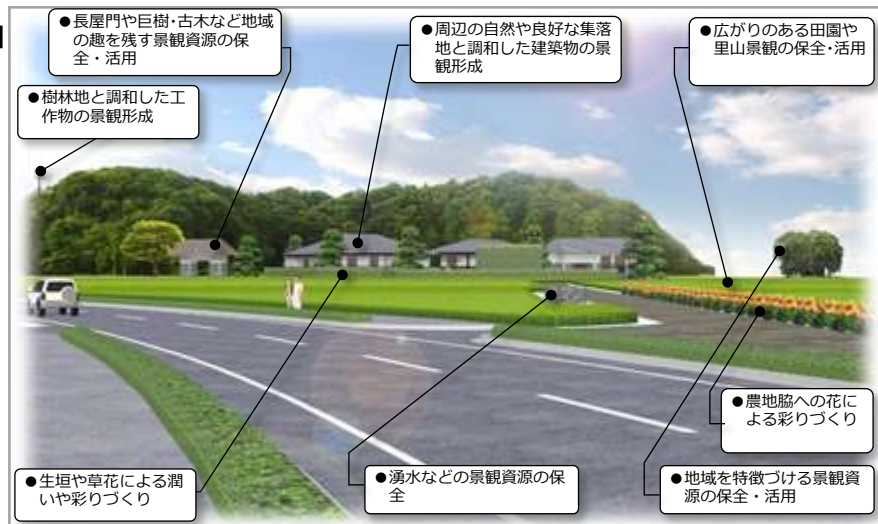 ●長屋門や巨樹・古木など地域
の趣を残す景観資源の保
全・活用
●周辺の自然や良好な集落
地と調和した建築物の景
観形成
●広がりのある田園や
里山景観の保全・活用
●樹林地と調和した工
作物の景観形成
●農地脇への花に
よる彩りづくり
●生垣や草花による潤
いや彩りづくり
●湧水などの景観資源の保
全
●地域を特徴づける景観資
源の保全・活用